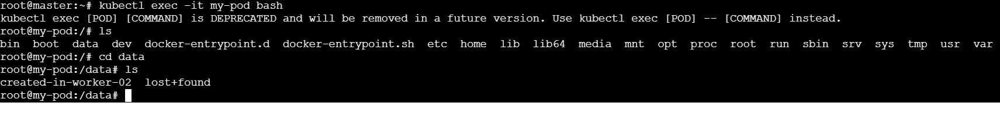 root@master:~# kubectl exec -it my-pod bash
kubectl exec [POD] [COMMAND] is DEPRECATED and will be removed in a future version. Use kubectl exec [POD] -- [COMMAND] instead.
root@my-pod:/# ls
bin  boot  data  dev  docker-entrypoint.d  docker-entrypoint.sh  etc  home  lib  lib64  media  mnt  opt  proc  root  run  sbin  srv  sys  tmp  usr  var
root@my-pod:/# cd data
root@my-pod:/data# ls
created-in-worker-02  lost+found
root@my-pod:/data#